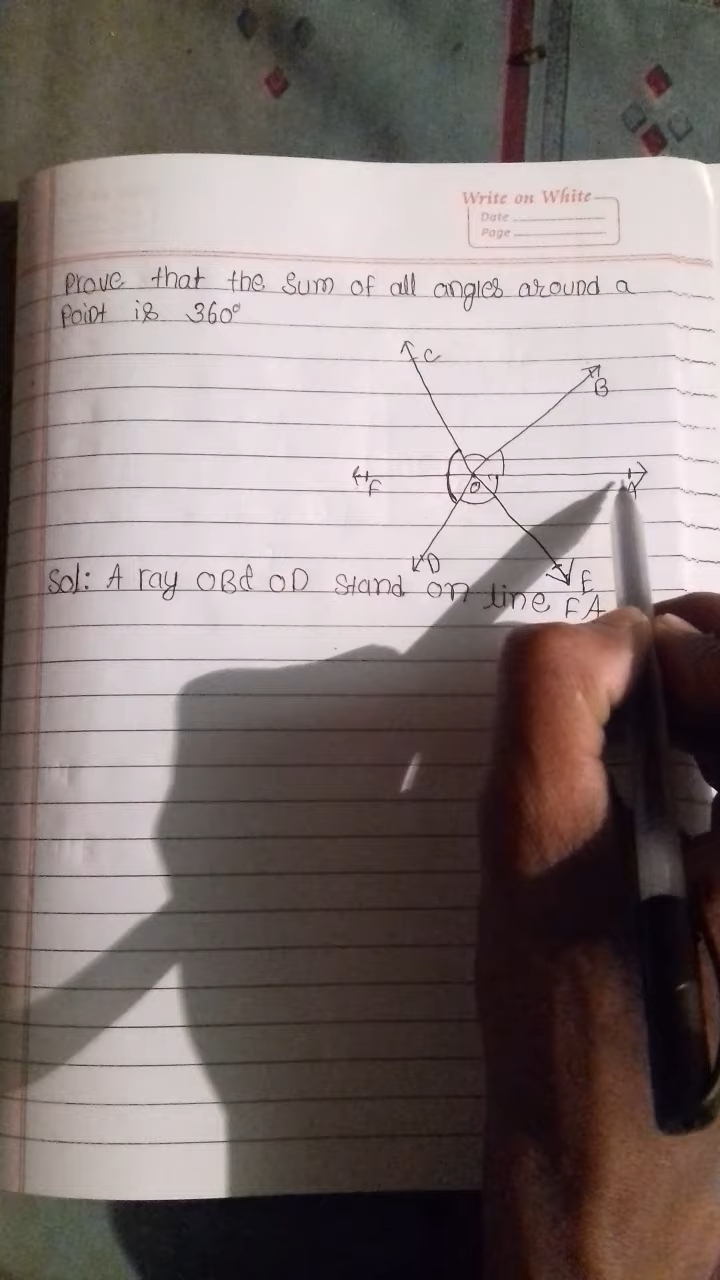 Write on White
Date
Page
Prove that the sum of all angles around a
Point is 360°
C
B
F
O
A
D
E
Sol: A ray OB & OD stand on line FA